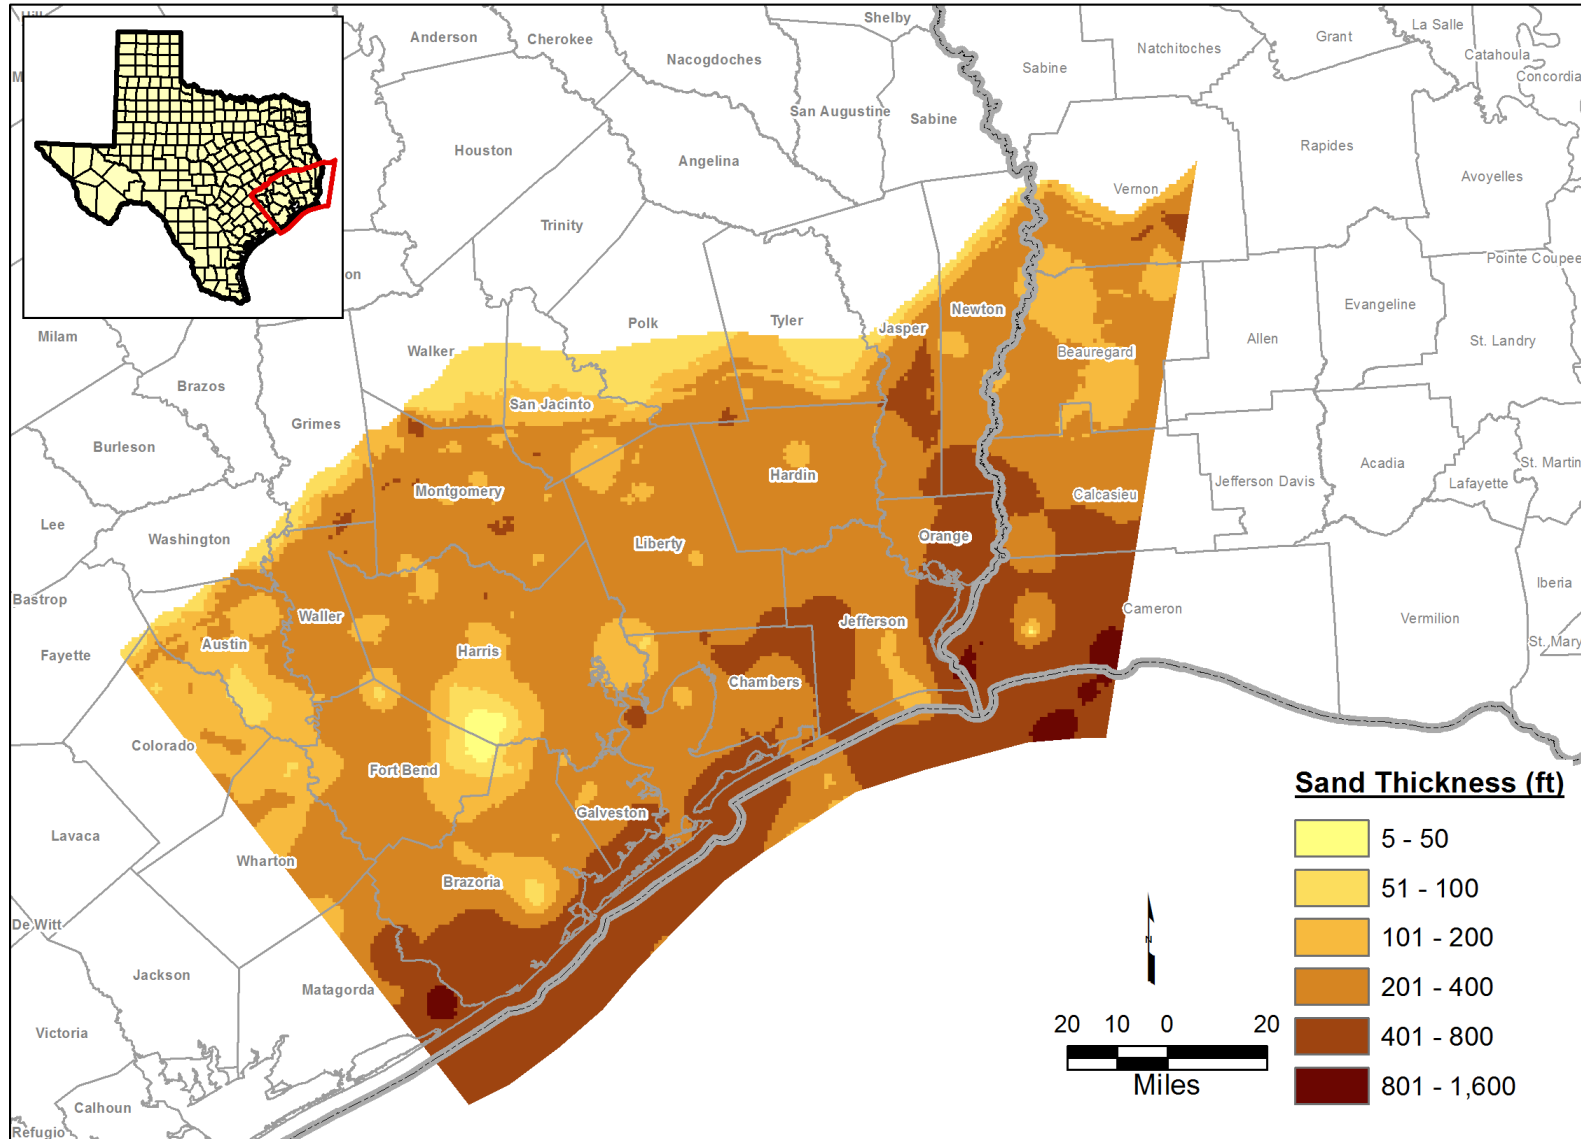 Shelby
La Salle
Anderson
Cherokee
Grant
Natchitoches
Catahoula
Nacogdoches
Sabine
Concordia
San Augustine
Sabine
Houston
Angelina
Rapides
Avoyelles
Vernon
Trinity
Pointe Coupee
on
Evangeline
Newton
Polk
Tyler
Jasper
Milam
Walker
Beauregard
Allen
St. Landry
Brazos
San Jacinto
Grimes
Burleson
Hardin
Acadia
St. Martin
Montgomery
Calcasieu
Jefferson Davis
Lafayette
Lee
Washington
Liberty
Orange
Bastrop
Iberia
Waller
Jefferson
Cameron
Vermilion
Austin
Harris
St. Mary
Fayette
Chambers
Colorado
Fort Bend
Galveston
Lavaca
Wharton
Brazoria
De Witt
Jackson
Matagorda
Victoria
Calhoun
Refugio
Sand Thickness (ft)
5 - 50
51 - 100
101 - 200
201 - 400
401 - 800
801 - 1,600
N
20 10 0 20
Miles